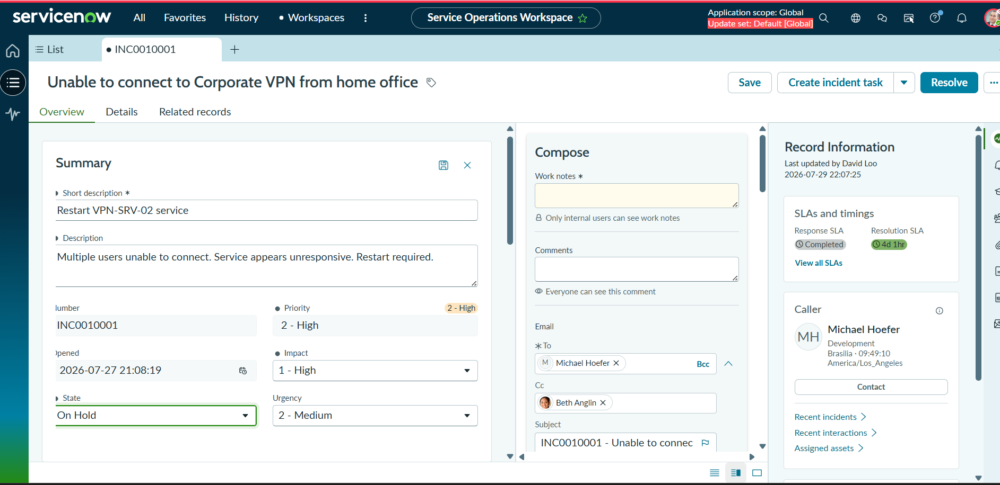 servicenow
All
Favorites
History
Workspaces
Service Operations Workspace
Application scope: Global
Update set: Default [Global]
List
INC0010001
Unable to connect to Corporate VPN from home office
Save
Create incident task
Resolve
Overview
Details
Related records
Summary
Short description *
Restart VPN-SRV-02 service
Description
Multiple users unable to connect. Service appears unresponsive. Restart required.
umber
INC0010001
Priority
2 - High
2 - High
pened
2026-07-27 21:08:19
Impact
1 - High
State
On Hold
Urgency
2 - Medium
Compose
Work notes *
Only internal users can see work notes
Comments
Everyone can see this comment
Email
* To
M Michael Hoefer
Bcc
Cc
Beth Anglin
Subject
INC0010001 - Unable to connec
Record Information
Last updated by David Loo
2026-07-29 22:07:25
SLAs and timings
Response SLA
Completed
Resolution SLA
4d 1hr
View all SLAs
Caller
MH
Michael Hoefer
Development
Brasilia · 09:49:10
America/Los_Angeles
Contact
Recent incidents
Recent interactions
Assigned assets